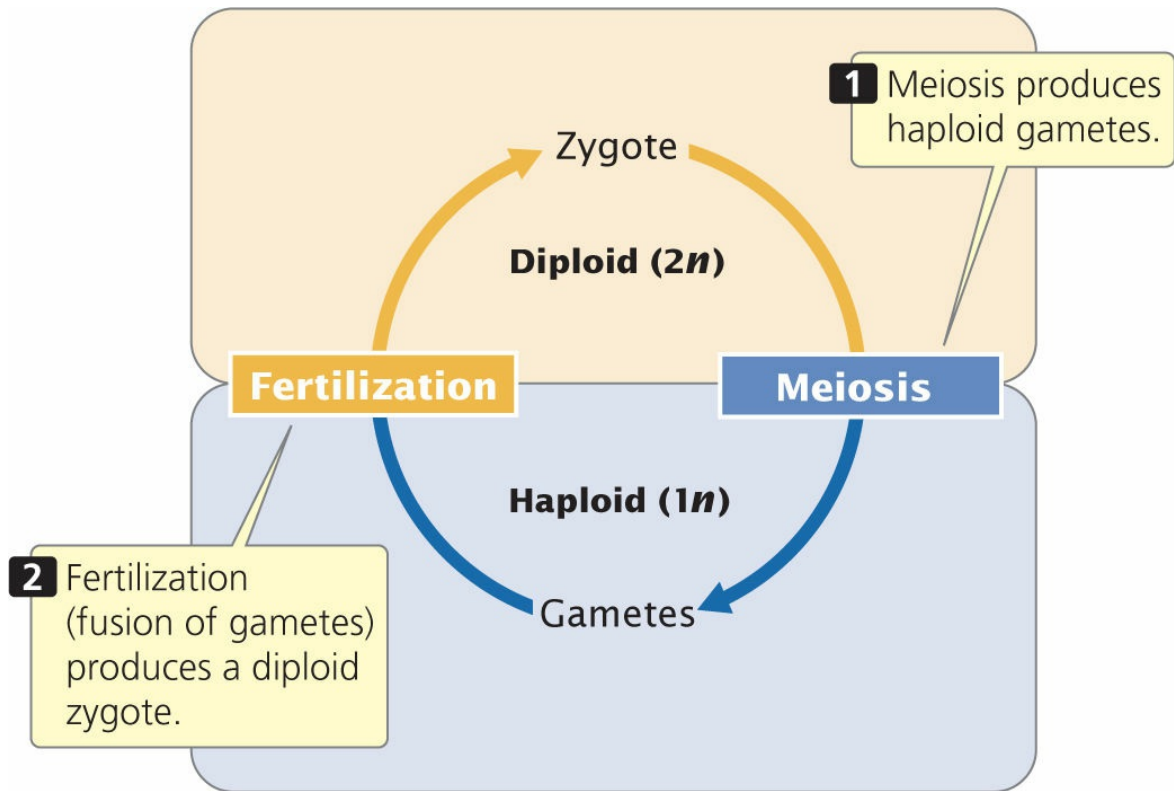 1 Meiosis produces
haploid gametes.
Zygote
Diploid (2n)
Fertilization
Meiosis
Haploid (1n)
Gametes
2 Fertilization
(fusion of gametes)
produces a diploid
zygote.